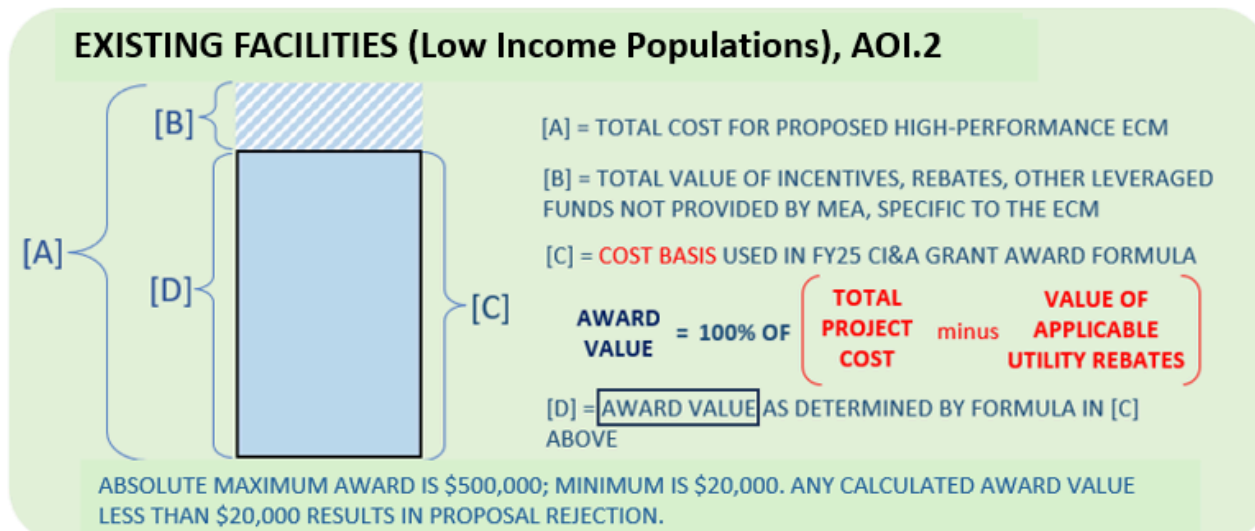 EXISTING FACILITIES (Low Income Populations), AOI.2
[B]
[A]
[D]
[C]
[A] = TOTAL COST FOR PROPOSED HIGH-PERFORMANCE ECM
[B] = TOTAL VALUE OF INCENTIVES, REBATES, OTHER LEVERAGED
FUNDS NOT PROVIDED BY MEA, SPECIFIC TO THE ECM
[C] = COST BASIS USED IN FY25 CI&A GRANT AWARD FORMULA
AWARD
VALUE
= 100% OF
TOTAL
PROJECT
COST
minus
VALUE OF
APPLICABLE
UTILITY REBATES
[D] = AWARD VALUE AS DETERMINED BY FORMULA IN [C]
ABOVE
ABSOLUTE MAXIMUM AWARD IS $500,000; MINIMUM IS $20,000. ANY CALCULATED AWARD VALUE
LESS THAN $20,000 RESULTS IN PROPOSAL REJECTION.